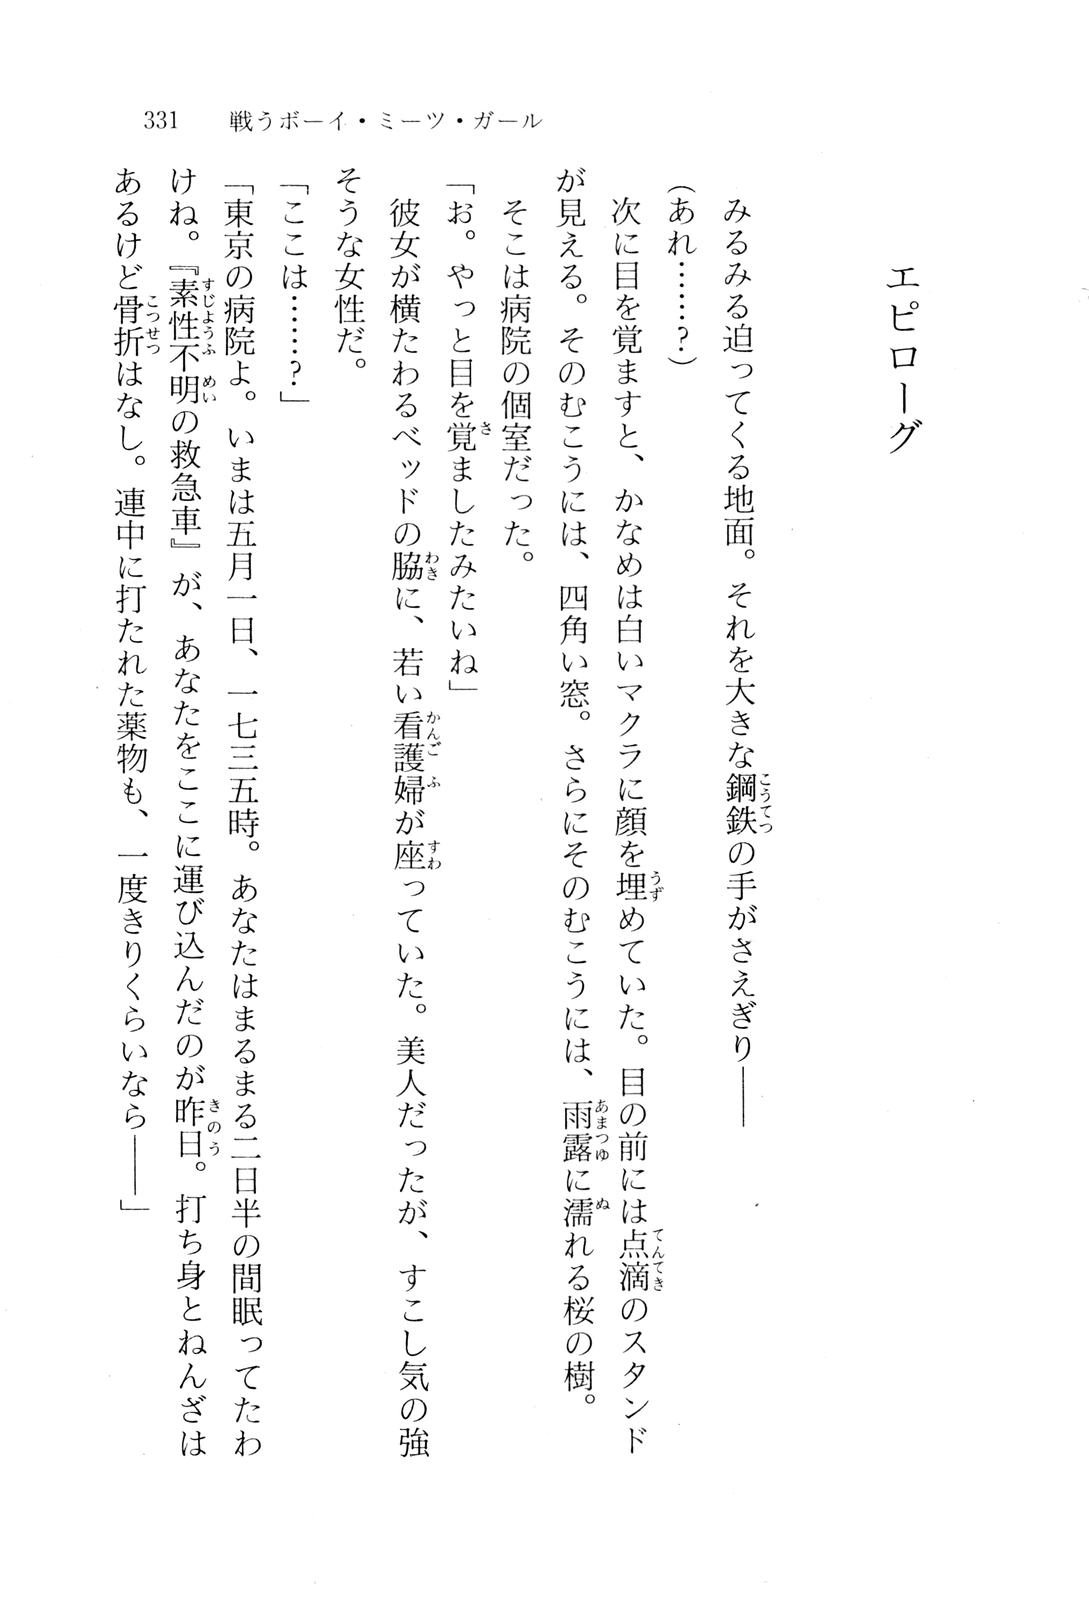 331　戦うボーイ・ミーツ・ガール
エピローグ
みるみる迫ってくる地面。それを大きな鋼鉄の手がさえぎり――
（あれ……？）
次に目を覚ますと、かなめは白いマクラに顔を埋めていた。目の前には点滴のスタンド
が見える。そのむこうには、四角い窓。さらにそのむこうには、雨露に濡れる桜の樹。
そこは病院の個室だった。
「お。やっと目を覚ましたみたいね」
彼女が横たわるベッドの脇に、若い看護婦が座っていた。美人だったが、すこし気の強
そうな女性だ。
「ここは……？」
「東京の病院よ。いまは五月一日、一七三五時。あなたはまるまる二日半の間眠ってたわ
けね。『素性不明の救急車』が、あなたをここに運び込んだのが昨日。打ち身とねんざは
あるけど骨折はなし。連中に打たれた薬物も、一度きりくらいなら――」